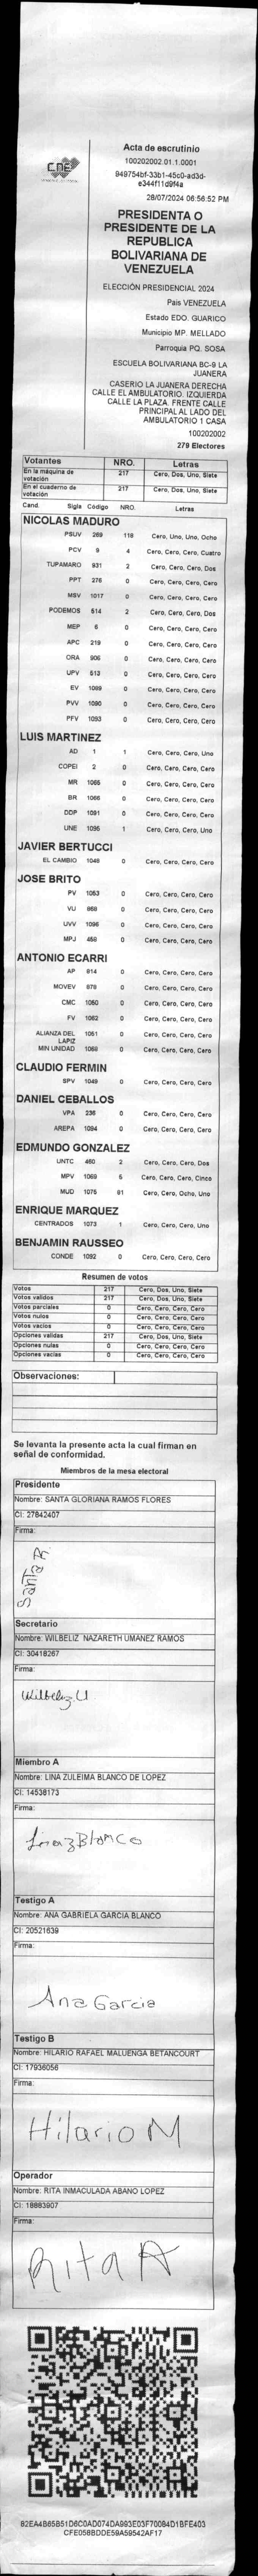 CNE
Acta de escrutinio
100202002.01.1.0001
949754bf-33b1-45c0-ad3d-
e344f11d9f4a
28/07/2024 06:56:52 PM
PRESIDENTA O
PRESIDENTE DE LA
REPUBLICA
BOLIVARIANA DE
VENEZUELA
ELECCIÓN PRESIDENCIAL 2024
Pais VENEZUELA
Estado EDO. GUARICO
Municipio MP. MELLADO
Parroquia PQ. SOSA
ESCUELA BOLIVARIANA BC-9 LA
JUANERA
CASERIO LA JUANERA DERECHA
CALLE EL AMBULATORIO. IZQUIERDA
CALLE LA PLAZA. FRENTE CALLE
PRINCIPAL AL LADO DEL
AMBULATORIO 1 CASA
100202002
279 Electores
Votantes NRO. Letras
En la máquina de votación 217 Cero, Dos, Uno, Siete
En el cuaderno de votación 217 Cero, Dos, Uno, Siete
Cand. Sigla Código NRO. Letras
NICOLAS MADURO
PSUV 269 118 Cero, Uno, Uno, Ocho
PCV 9 4 Cero, Cero, Cero, Cuatro
TUPAMARO 931 2 Cero, Cero, Cero, Dos
PPT 276 0 Cero, Cero, Cero, Cero
MSV 1017 0 Cero, Cero, Cero, Cero
PODEMOS 514 2 Cero, Cero, Cero, Dos
MEP 6 0 Cero, Cero, Cero, Cero
APC 219 0 Cero, Cero, Cero, Cero
ORA 906 0 Cero, Cero, Cero, Cero
UPV 513 0 Cero, Cero, Cero, Cero
EV 1089 0 Cero, Cero, Cero, Cero
PVV 1090 0 Cero, Cero, Cero, Cero
PFV 1093 0 Cero, Cero, Cero, Cero
LUIS MARTINEZ
AD 1 1 Cero, Cero, Cero, Uno
COPEI 2 0 Cero, Cero, Cero, Cero
MR 1065 0 Cero, Cero, Cero, Cero
BR 1066 0 Cero, Cero, Cero, Cero
DDP 1091 0 Cero, Cero, Cero, Cero
UNE 1095 1 Cero, Cero, Cero, Uno
JAVIER BERTUCCI
EL CAMBIO 1048 0 Cero, Cero, Cero, Cero
JOSE BRITO
PV 1053 0 Cero, Cero, Cero, Cero
VU 868 0 Cero, Cero, Cero, Cero
UVV 1096 0 Cero, Cero, Cero, Cero
MPJ 458 0 Cero, Cero, Cero, Cero
ANTONIO ECARRI
AP 914 0 Cero, Cero, Cero, Cero
MOVEV 879 0 Cero, Cero, Cero, Cero
CMC 1050 0 Cero, Cero, Cero, Cero
FV 1062 0 Cero, Cero, Cero, Cero
ALIANZA DEL 1051 0 Cero, Cero, Cero, Cero
LAPIZ
MIN UNIDAD 1068 0 Cero, Cero, Cero, Cero
CLAUDIO FERMIN
SPV 1049 0 Cero, Cero, Cero, Cero
DANIEL CEBALLOS
VPA 236 0 Cero, Cero, Cero, Cero
AREPA 1094 0 Cero, Cero, Cero, Cero
EDMUNDO GONZALEZ
UNTC 460 2 Cero, Cero, Cero, Dos
MPV 1069 5 Cero, Cero, Cero, Cinco
MUD 1075 81 Cero, Cero, Ocho, Uno
ENRIQUE MARQUEZ
CENTRADOS 1073 1 Cero, Cero, Cero, Uno
BENJAMIN RAUSSEO
CONDE 1092 0 Cero, Cero, Cero, Cero
Resumen de votos
Votos 217 Cero, Dos, Uno, Siete
Votos validos 217 Cero, Dos, Uno, Siete
Votos parciales 0 Cero, Cero, Cero, Cero
Votos nulos 0 Cero, Cero, Cero, Cero
Votos vacios 0 Cero, Cero, Cero, Cero
Opciones validas 217 Cero, Dos, Uno, Siete
Opciones nulas 0 Cero, Cero, Cero, Cero
Opciones vacias 0 Cero, Cero, Cero, Cero
Observaciones:
Se levanta la presente acta la cual firman en
señal de conformidad.
Miembros de la mesa electoral
Presidente
Nombre: SANTA GLORIANA RAMOS FLORES
CI: 27842407
Firma:
Secretario
Nombre: WILBELIZ NAZARETH UMANEZ RAMOS
CI: 30418267
Firma:
Wilbeliz U
Miembro A
Nombre: LINA ZULEIMA BLANCO DE LOPEZ
CI: 14538173
Firma:
Testigo A
Nombre: ANA GABRIELA GARCIA BLANCO
CI: 20521639
Firma:
Ana Garcia
Testigo B
Nombre: HILARIO RAFAEL MALUENGA BETANCOURT
CI: 17936056
Firma:
Hilario M
Operador
Nombre: RITA INMACULADA ABANO LOPEZ
CI: 18883907
Firma:
Rita A
82EA4B65B51D6C0AD074DA993E03F70084D1BFE403
CFE058BDDE59A59542AF17